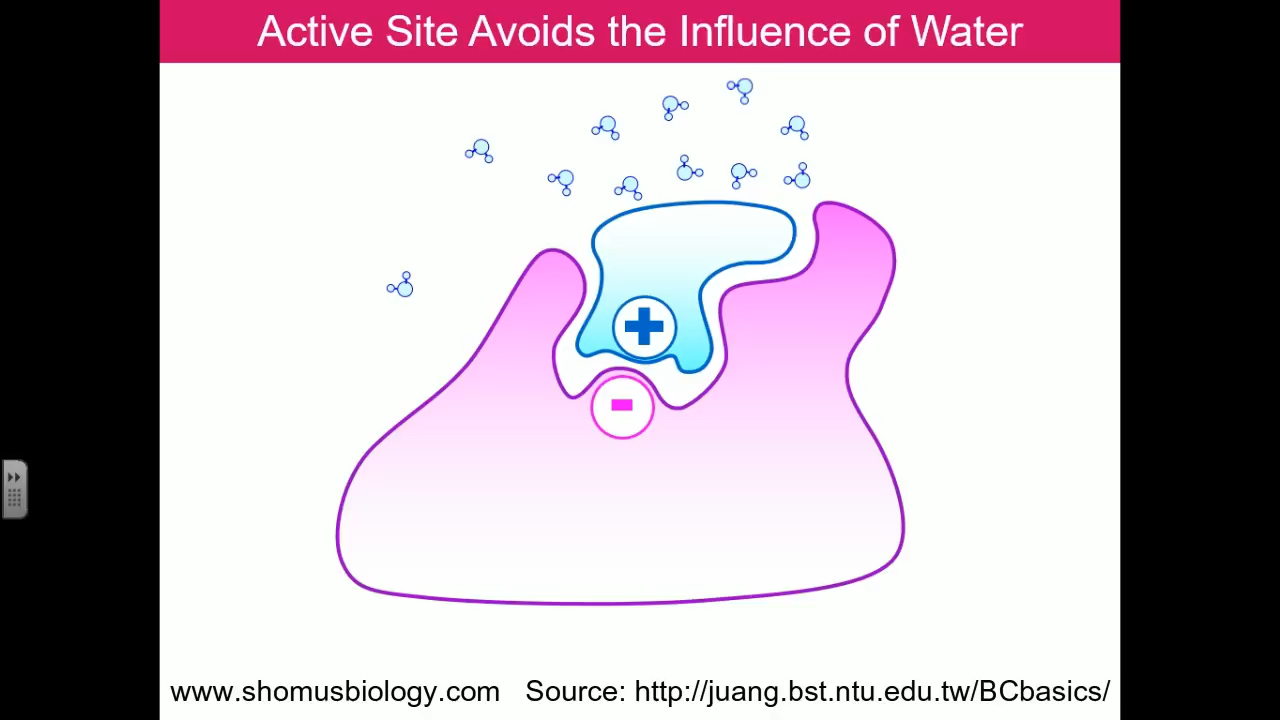 Active Site Avoids the Influence of Water
+
-
www.shomusbiology.com Source: http://juang.bst.ntu.edu.tw/BCbasics/